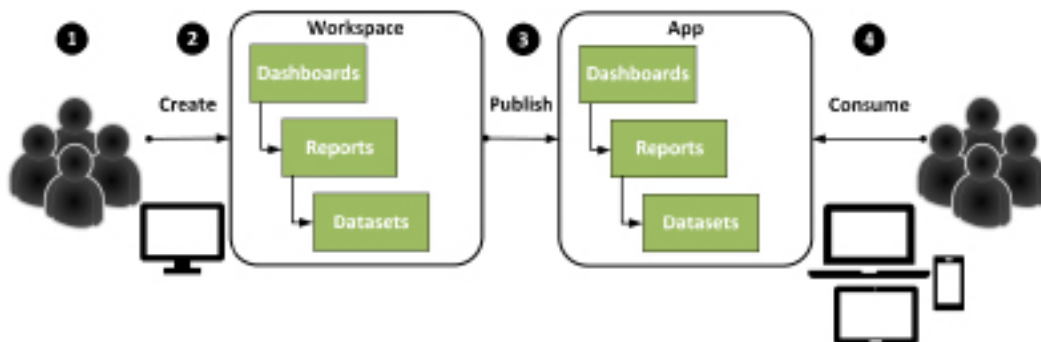 1
2
Workspace
3
App
4
Dashboards
Dashboards
Create
Publish
Consume
Reports
Reports
Datasets
Datasets